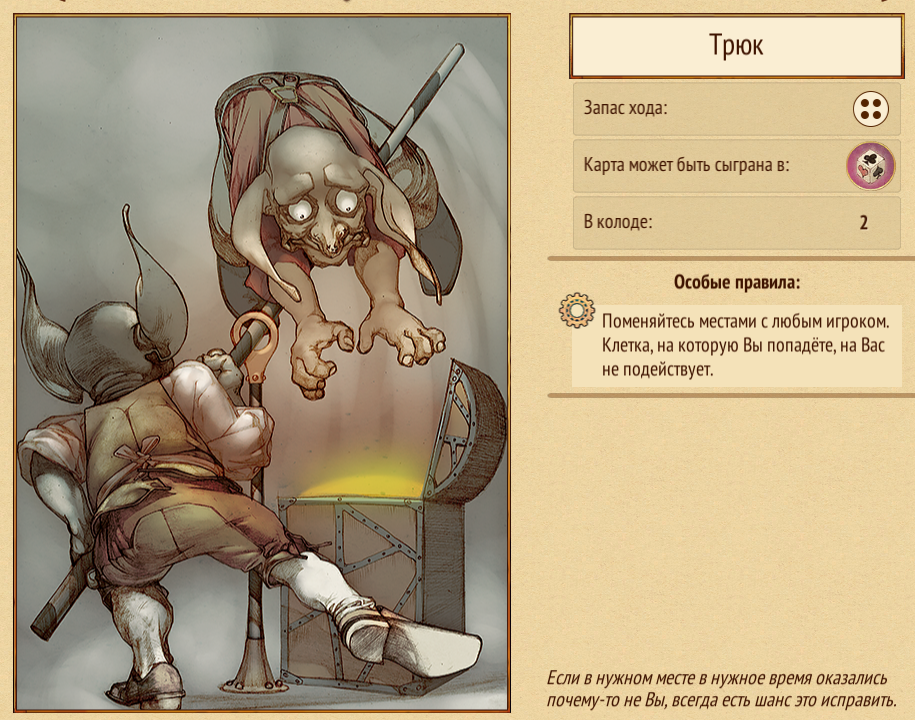 Трюк
Запас хода:
Карта может быть сыграна в:
В колоде: 2
Особые правила:
Поменяйтесь местами с любым игроком.
Клетка, на которую Вы попадёте, на Вас
не подействует.
Если в нужном месте в нужное время оказались
почему-то не Вы, всегда есть шанс это исправить.